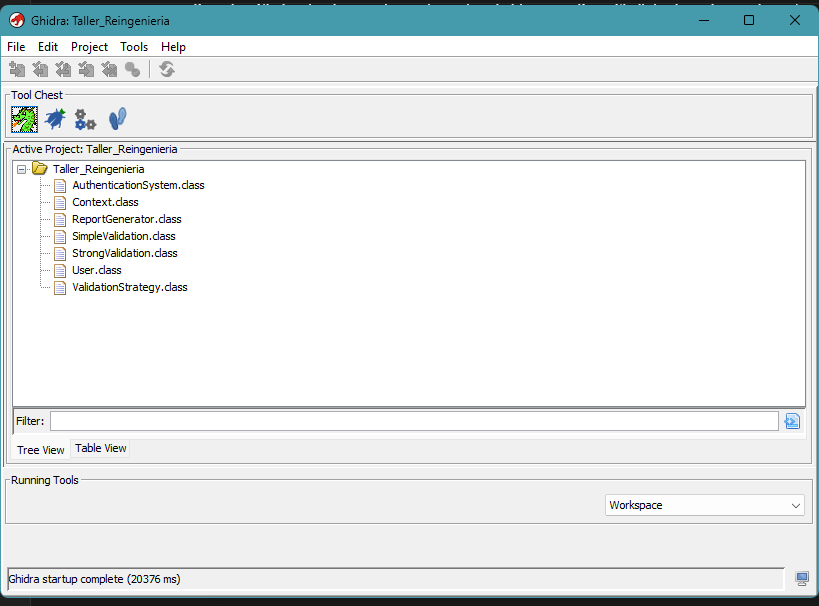 Ghidra: Taller_Reingenieria
File Edit Project Tools Help
Tool Chest
Active Project: Taller_Reingenieria
Taller_Reingenieria
AuthenticationSystem.class
Context.class
ReportGenerator.class
SimpleValidation.class
StrongValidation.class
User.class
ValidationStrategy.class
Filter:
Tree View Table View
Running Tools
Workspace
Ghidra startup complete (20376 ms)